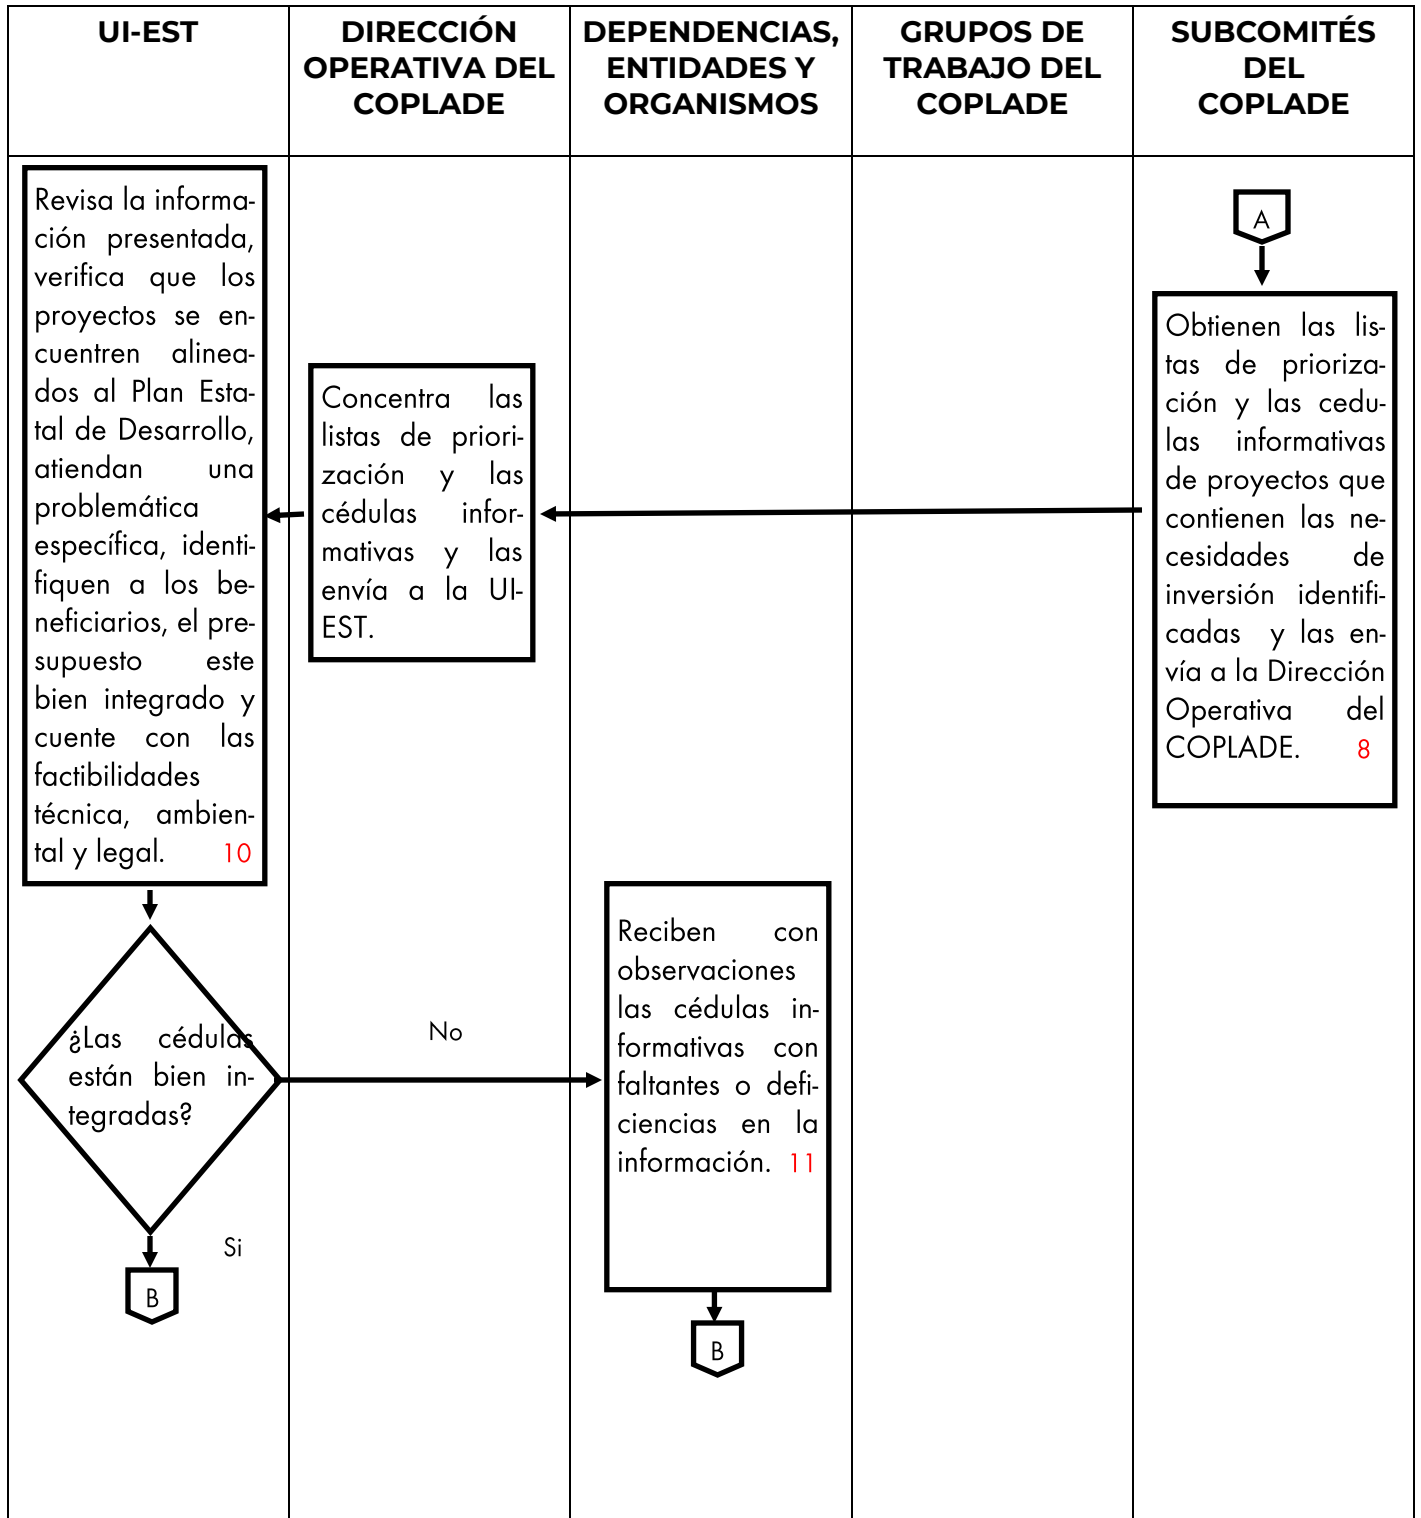 UI-EST
DIRECCIÓN
OPERATIVA DEL
COPLADE
DEPENDENCIAS,
ENTIDADES Y
ORGANISMOS
GRUPOS DE
TRABAJO DEL
COPLADE
SUBCOMITÉS
DEL
COPLADE
Revisa la informa-
ción presentada,
verifica que los
proyectos se en-
cuentren alinea-
dos al Plan Esta-
tal de Desarrollo,
atiendan una
problemática
específica, identi-
fiquen a los be-
neficiarios, el pre-
supuesto este
bien integrado y
cuente con las
factibilidades
técnica, ambien-
tal y legal. 10
¿Las cédulas
están bien in-
tegradas?
Si
B
Concentra las
listas de priori-
zación y las
cédulas infor-
mativas y las
envía a la UI-
EST.
No
Reciben con
observaciones
las cédulas in-
formativas con
faltantes o defi-
ciencias en la
información. 11
B
A
Obtienen las lis-
tas de prioriza-
ción y las cedu-
las informativas
de proyectos que
contienen las ne-
cesidades de
inversión identifi-
cadas y las en-
vía a la Dirección
Operativa del
COPLADE. 8